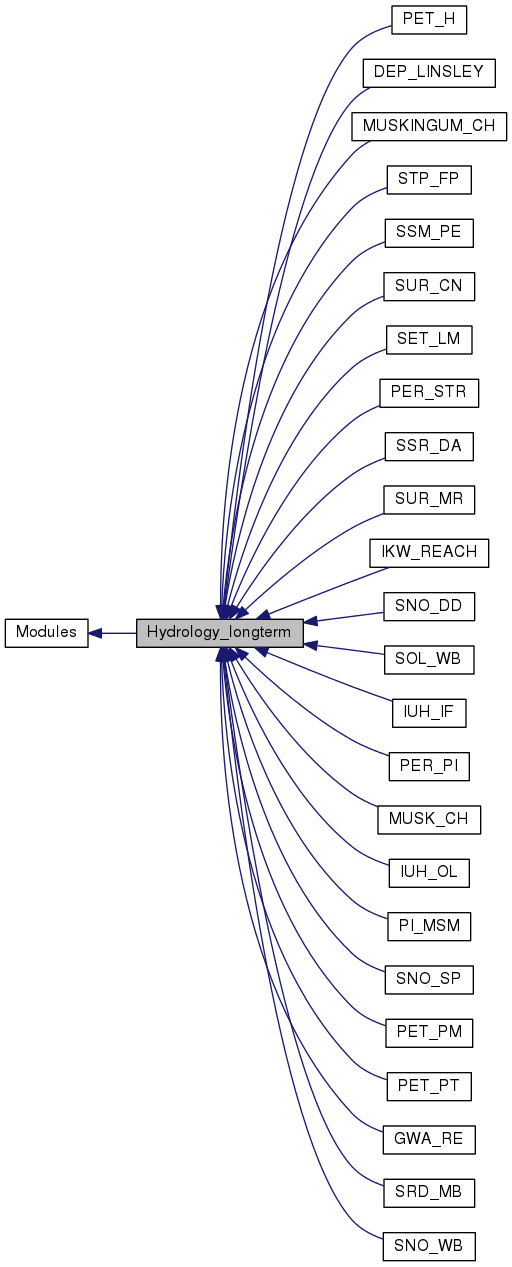 PET_H
DEP_LINSLEY
MUSKINGUM_CH
STP_FP
SSM_PE
SUR_CN
SET_LM
PER_STR
SSR_DA
SUR_MR
IKW_REACH
SNO_DD
Modules
Hydrology_longterm
SOL_WB
IUH_IF
PER_PI
MUSK_CH
IUH_OL
PI_MSM
SNO_SP
PET_PM
PET_PT
GWA_RE
SRD_MB
SNO_WB